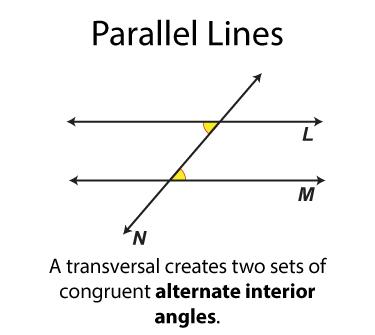 Parallel Lines
L
M
N
A transversal creates two sets of
congruent alternate interior
angles.